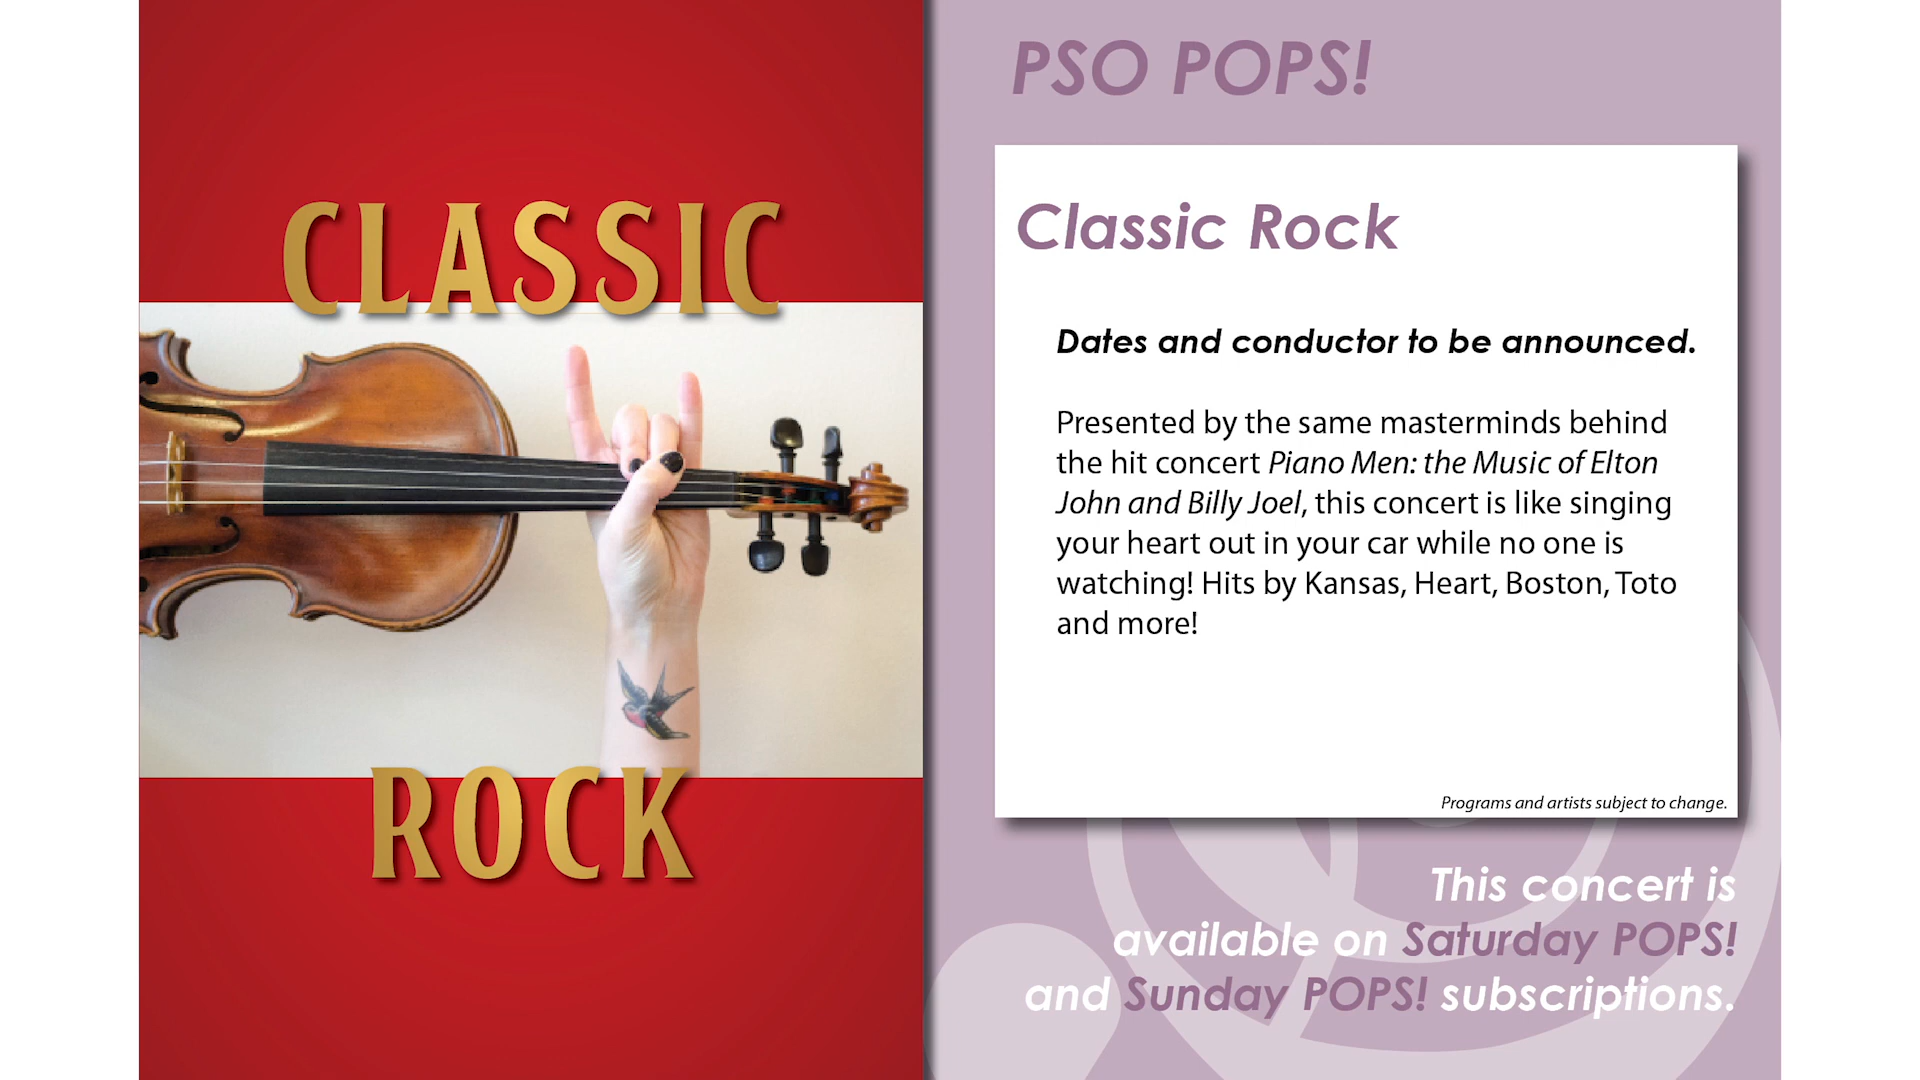 CLASSIC
ROCK
PSO POPS!
Classic Rock
Dates and conductor to be announced.
Presented by the same masterminds behind
the hit concert Piano Men: the Music of Elton
John and Billy Joel, this concert is like singing
your heart out in your car while no one is
watching! Hits by Kansas, Heart, Boston, Toto
and more!
Programs and artists subject to change.
This concert is
available on Saturday POPS!
and Sunday POPS! subscriptions.